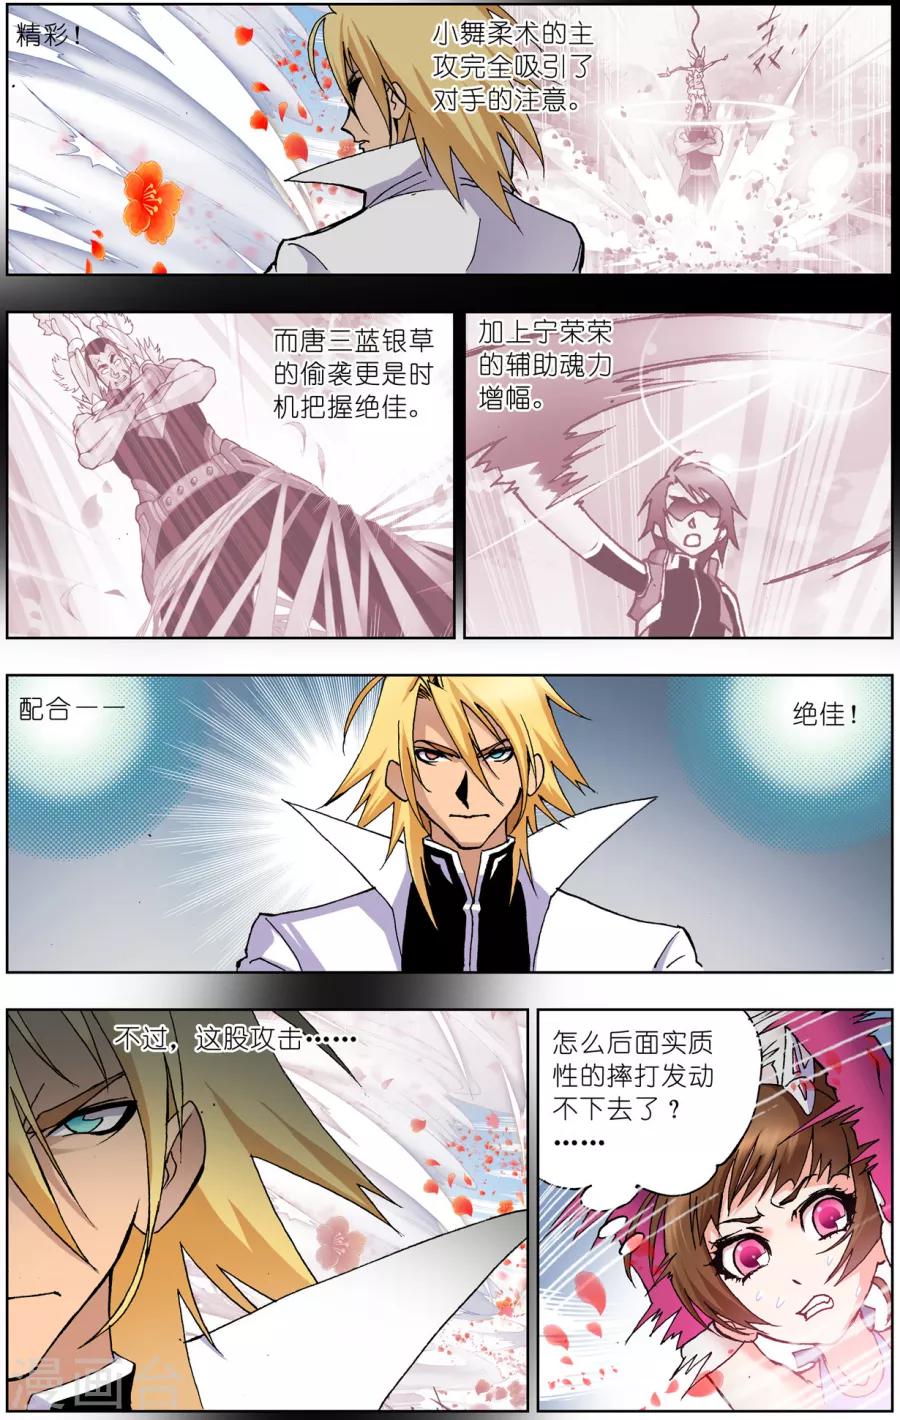 精彩！
小舞柔术的主
攻完全吸引了
对手的注意。
而唐三蓝银草
的偷袭更是时
机把握绝佳。
加上宁荣荣
的辅助魂力
增幅。
配合——
绝佳！
不过，这股攻击……
怎么后面实质
性的摔打发动
不下去了？
……
漫画台